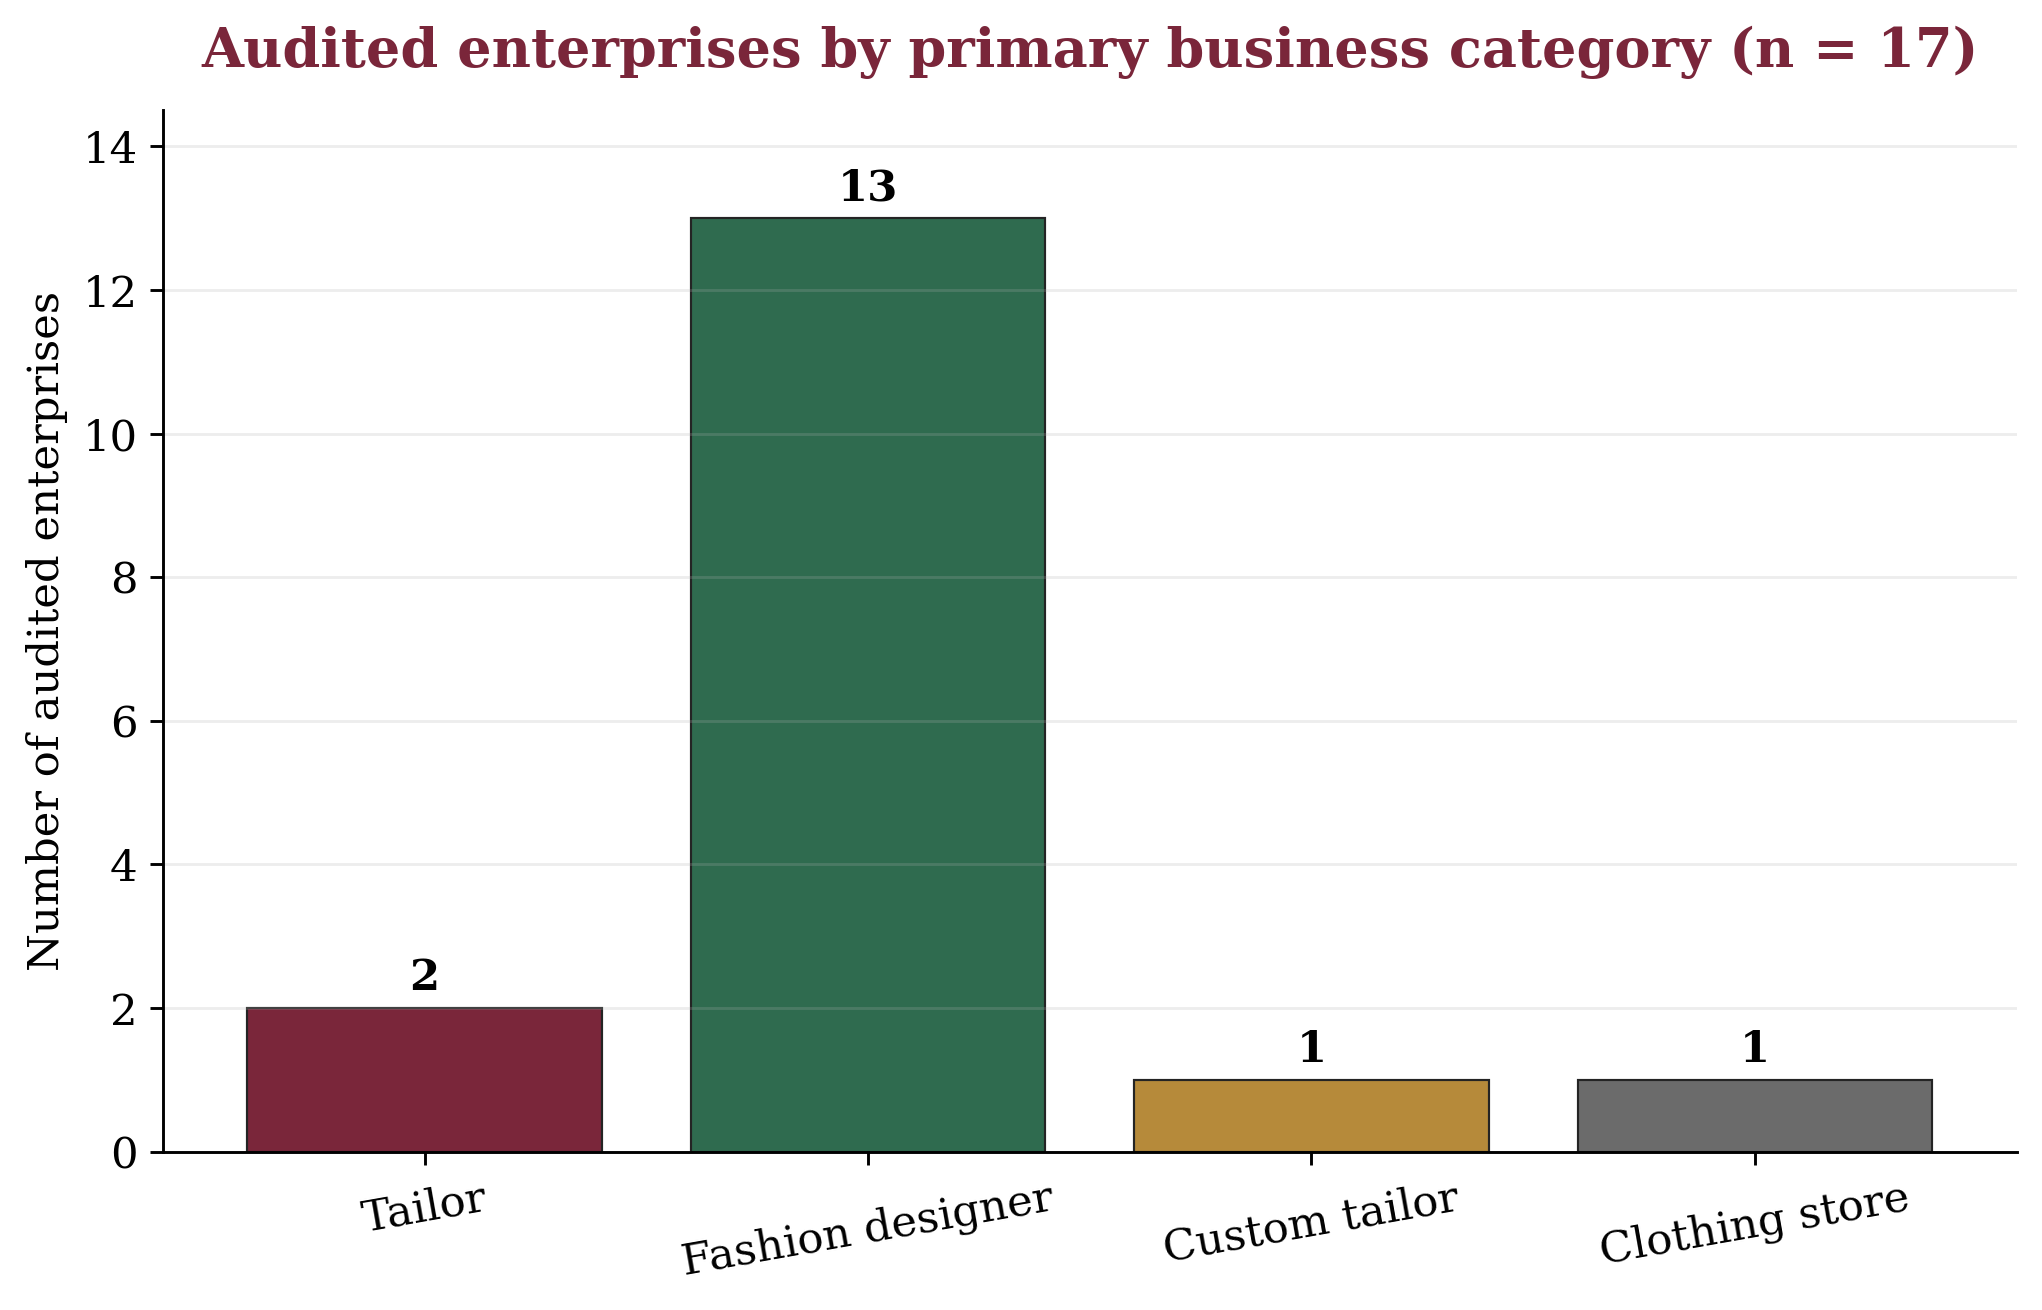 Audited enterprises by primary business category (n = 17)
Number of audited enterprises
14
12
10
8
6
4
2
0
2
13
1
1
Tailor
Fashion designer
Custom tailor
Clothing store